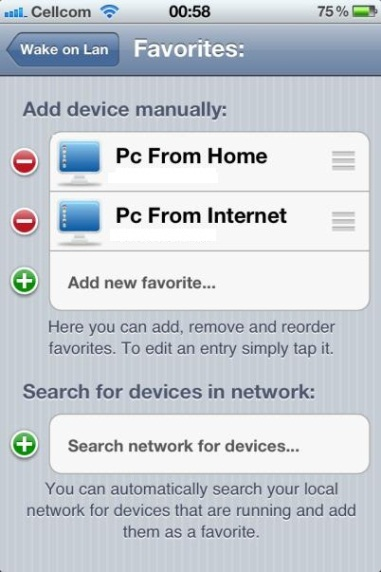 Cellcom 00:58 75%
Wake on Lan Favorites:
Add device manually:
Pc From Home
Pc From Internet
Add new favorite...
Here you can add, remove and reorder
favorites. To edit an entry simply tap it.
Search for devices in network:
Search network for devices...
You can automatically search your local
network for devices that are running and add
them as a favorite.